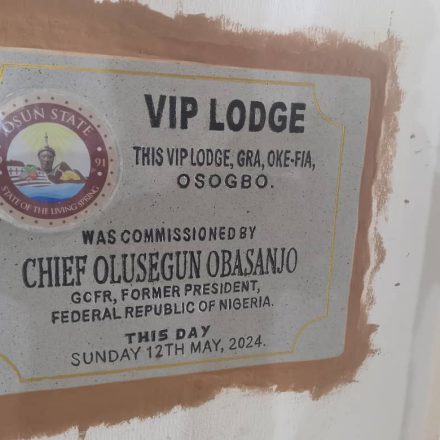 OSUN STATE
91
STATE OF THE LIVING SPRING
VIP LODGE
THIS VIP LODGE, GRA, OKE-FIA,
OSOGBO.
WAS COMMISSIONED BY
CHIEF OLUSEGUN OBASANJO
GCFR, FORMER PRESIDENT,
FEDERAL REPUBLIC OF NIGERIA.
THIS DAY
SUNDAY 12TH MAY, 2024.